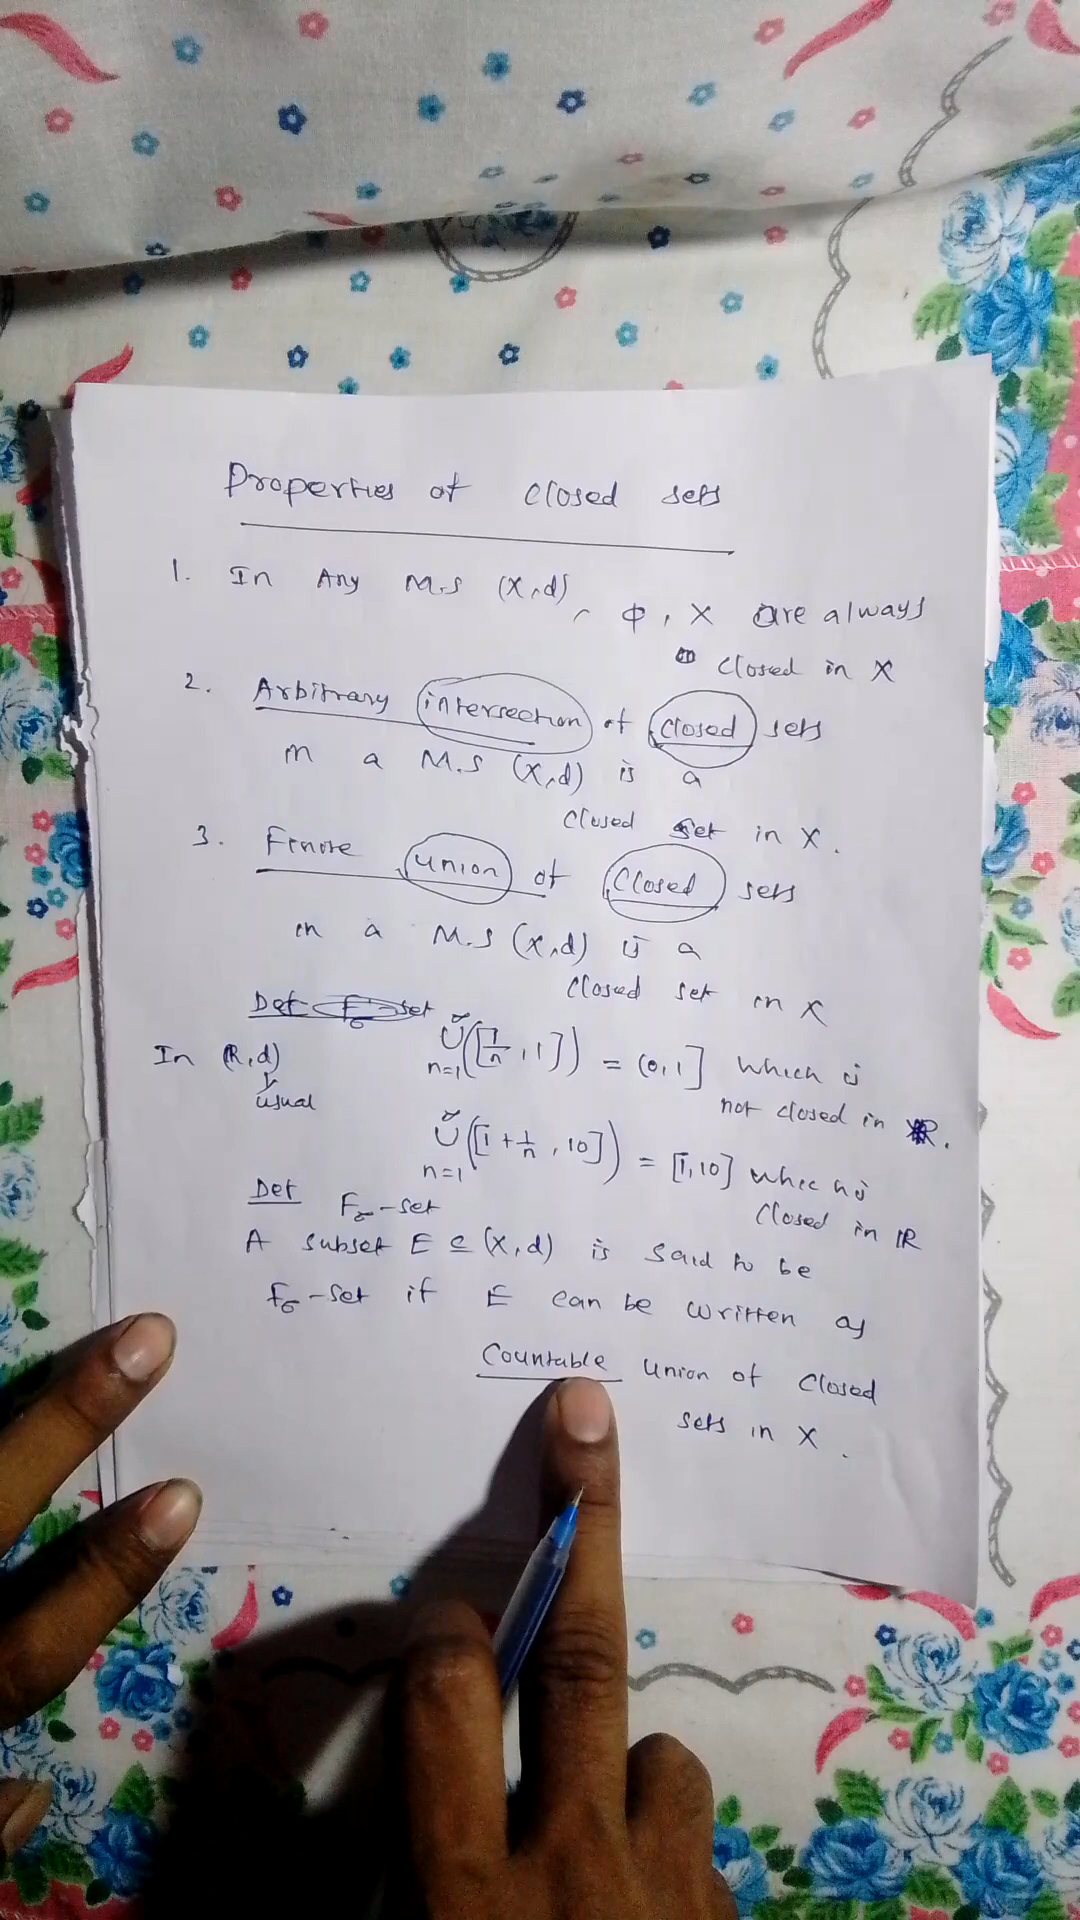 Properties of closed sets
1. In Any M.S (X,d), φ, X are always
closed in X
2. Arbitrary intersection of closed sets
in a M.S (X,d) is a
closed set in X.
3. Finite union of closed sets
in a M.S (X,d) is a
closed set in X
Def F_σ set
In (R,d) ∪_{n=1}^∞ ([1/n, 1]) = (0,1] which is
usual
not closed in R.
∪_{n=1}^∞ ([1 + 1/n, 10]) = [1,10] which is
closed in IR
Def F_σ-set
A subset E ⊆ (X,d) is said to be
F_σ-set if E can be written as
Countable union of closed
sets in X.